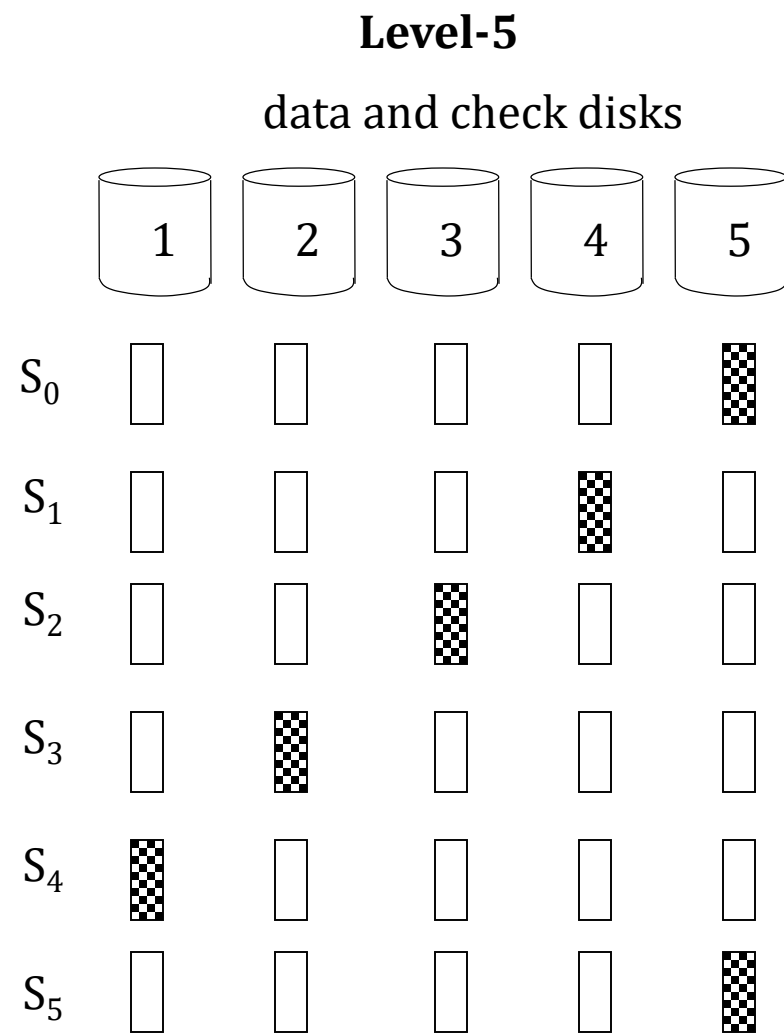 Level-5
data and check disks
1 2 3 4 5
S₀
S₁
S₂
S₃
S₄
S₅